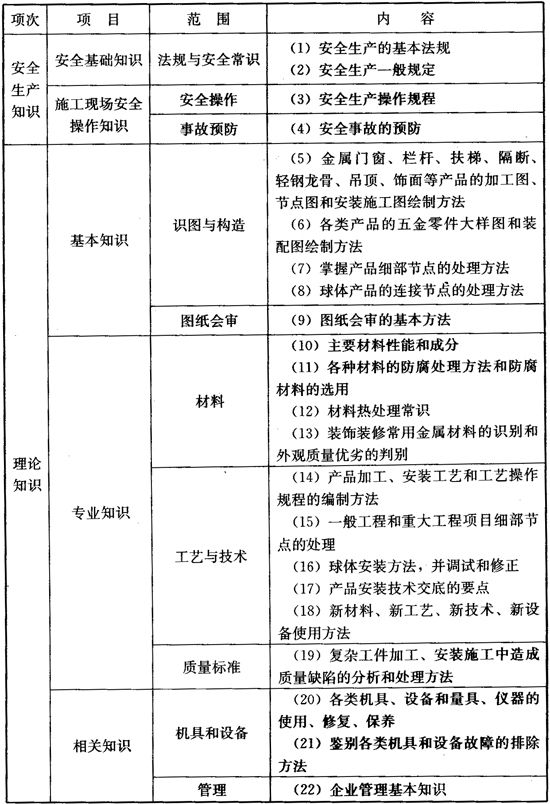 项次 项目 范围 内容
安全
生产
知识
安全基础知识 法规与安全常识
(1) 安全生产的基本法规
(2) 安全生产一般规定
施工现场安全
操作知识
安全操作 (3) 安全生产操作规程
事故预防 (4) 安全事故的预防
理论
知识
基本知识
识图与构造
(5) 金属门窗、栏杆、扶梯、隔断、
轻钢龙骨、吊顶、饰面等产品的加工图、
节点图和安装施工图绘制方法
(6) 各类产品的五金零件大样图和装
配图绘制方法
(7) 掌握产品细部节点的处理方法
(8) 球体产品的连接节点的处理方法
图纸会审 (9) 图纸会审的基本方法
专业知识
材料
(10) 主要材料性能和成分
(11) 各种材料的防腐处理方法和防腐
材料的选用
(12) 材料热处理常识
(13) 装饰装修常用金属材料的识别和
外观质量优劣的判别
工艺与技术
(14) 产品加工、安装工艺和工艺操作
规程的编制方法
(15) 一般工程和重大工程项目细部节
点的处理
(16) 球体安装方法，并调试和修正
(17) 产品安装技术交底的要点
(18) 新材料、新工艺、新技术、新设
备使用方法
质量标准
(19) 复杂工件加工、安装施工中造成
质量缺陷的分析和处理方法
相关知识
机具和设备
(20) 各类机具、设备和量具、仪器的
使用、修复、保养
(21) 鉴别各类机具和设备故障的排除
方法
管理 (22) 企业管理基本知识